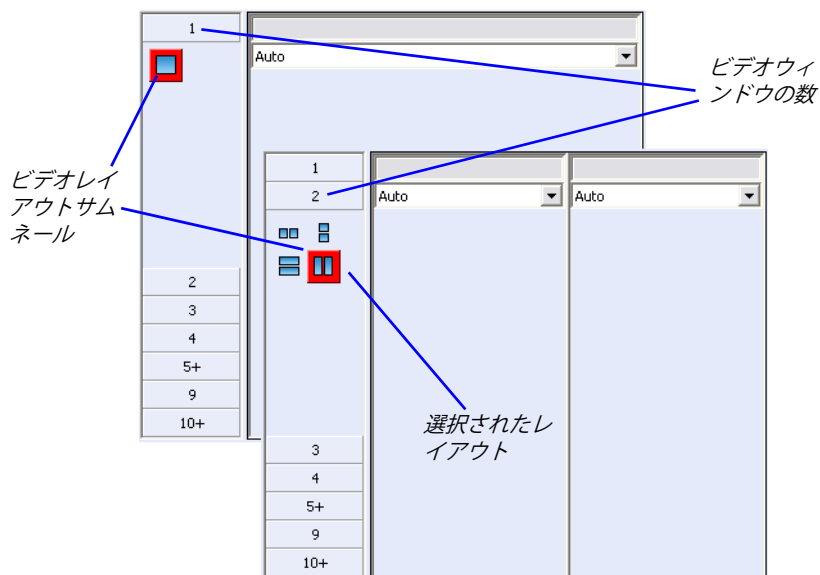 1
Auto
ビデオウィ
ンドウの数
ビデオレイ
アウトサム
ネール
2
3
4
5+
9
10+
1
2
Auto
Auto
選択されたレ
イアウト
3
4
5+
9
10+